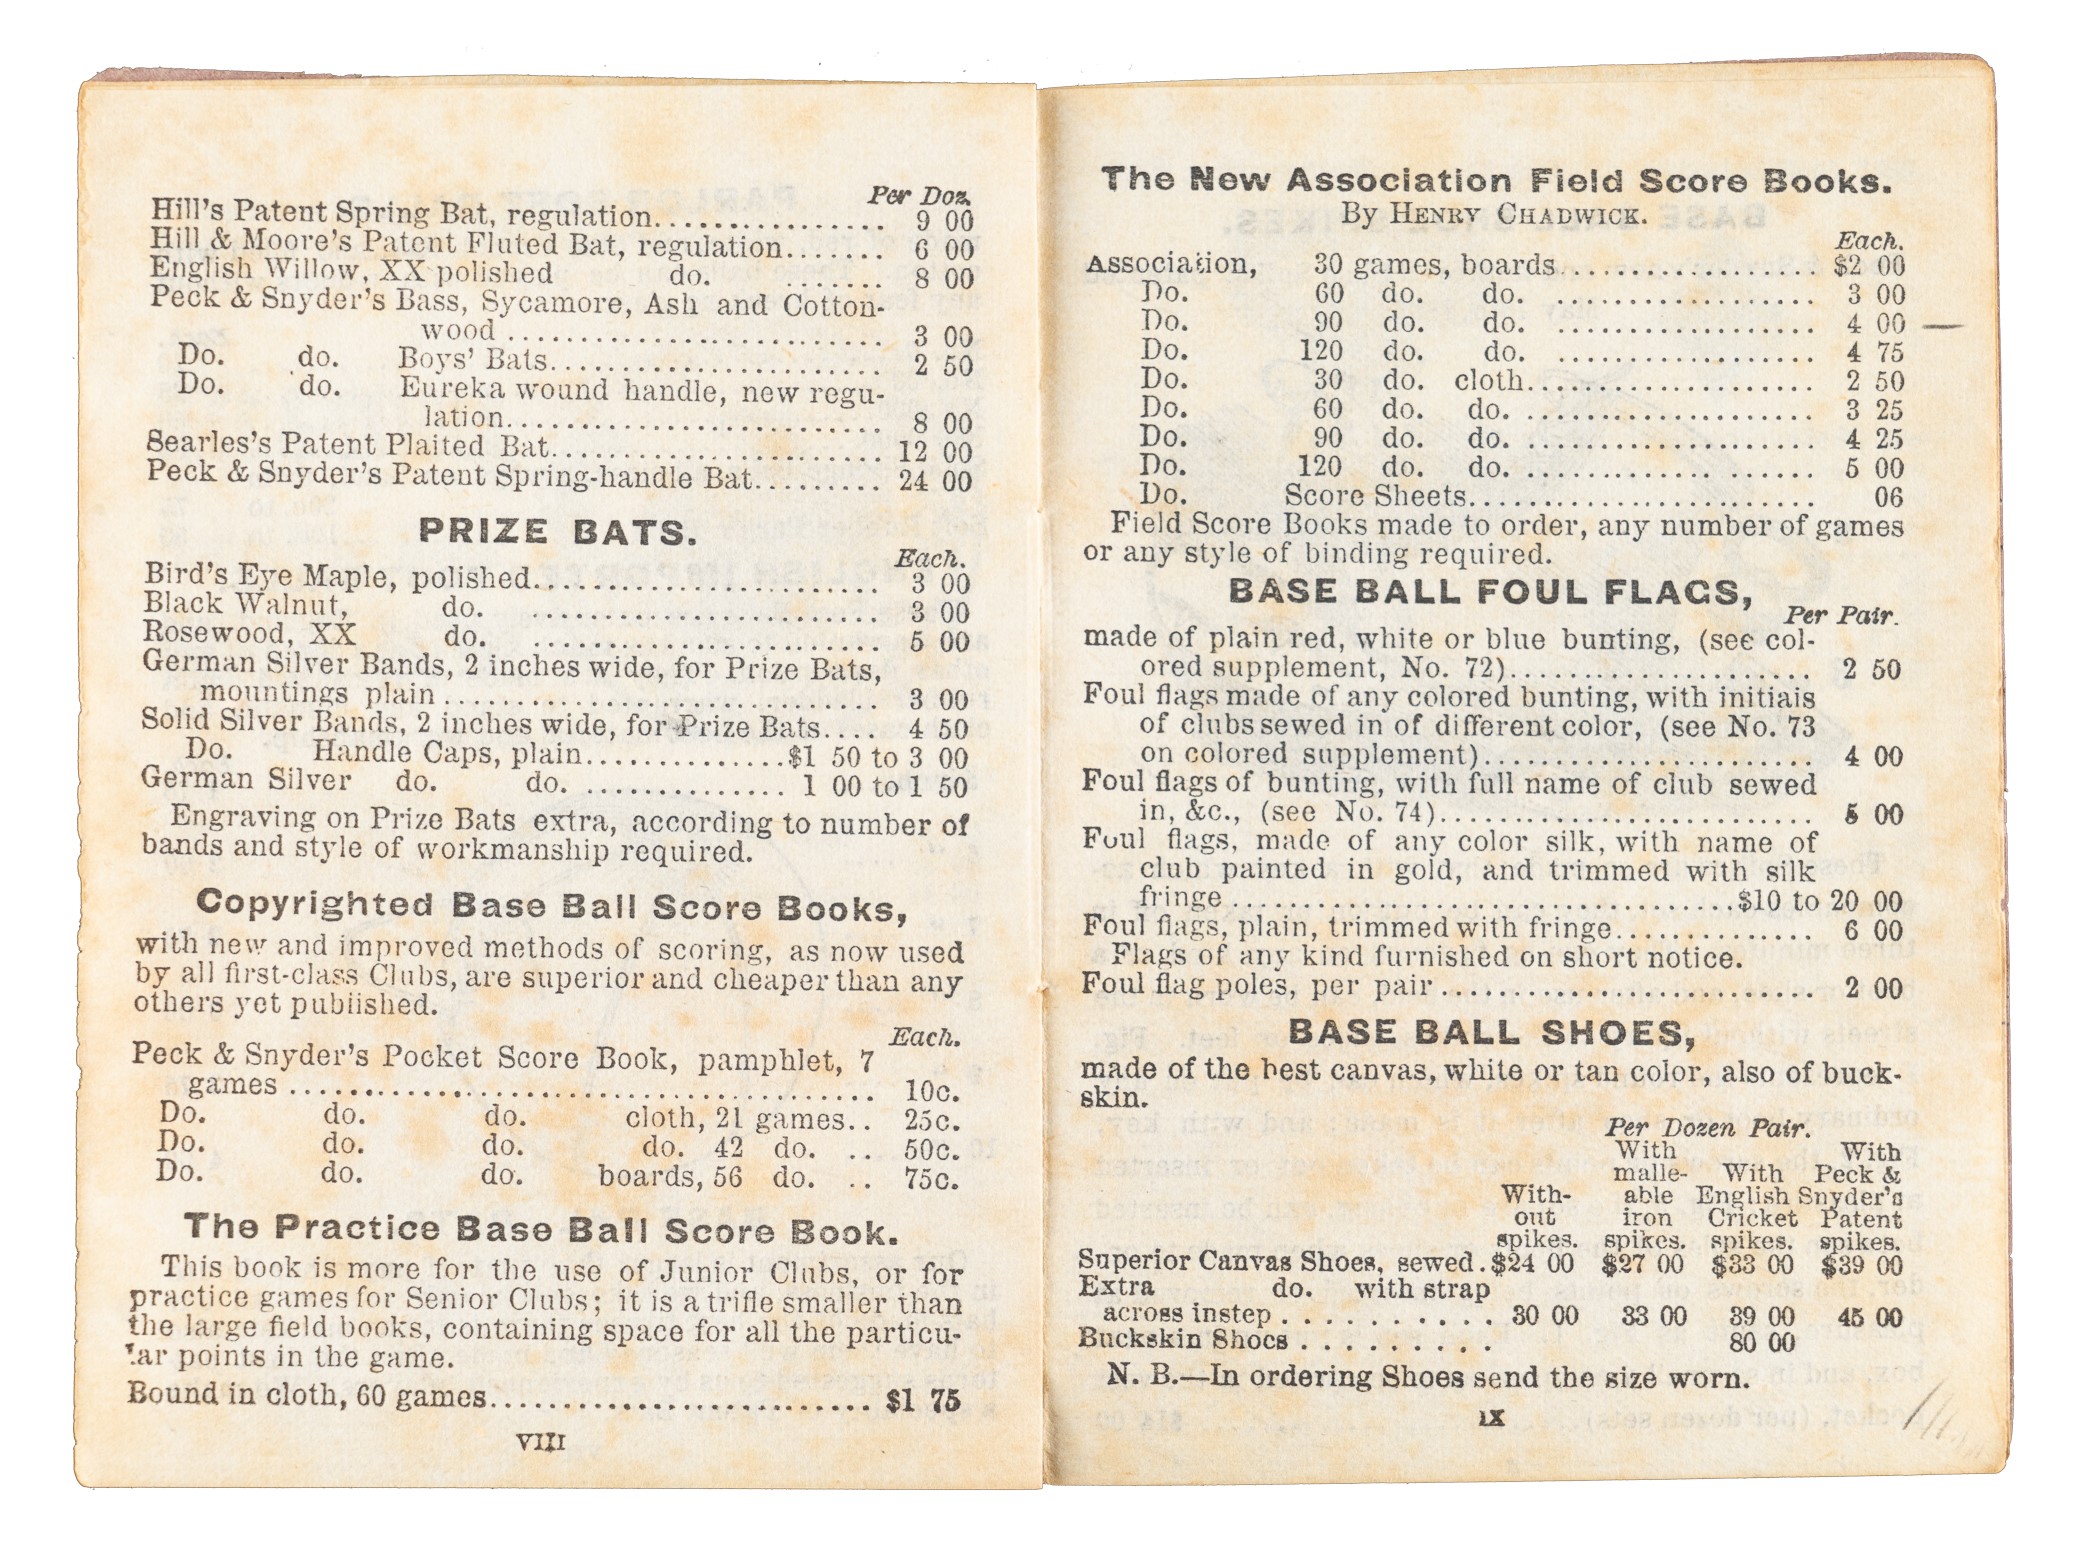 Per Doz.
Hill's Patent Spring Bat, regulation................ 9 00
Hill & Moore's Patent Fluted Bat, regulation....... 6 00
English Willow, XX polished do. ....... 8 00
Peck & Snyder's Bass, Sycamore, Ash and Cotton-
wood .......................... 3 00
Do. do. Boys' Bats....................... 2 50
Do. do. Eureka wound handle, new regu-
lation.......................... 8 00
Searles's Patent Plaited Bat....................... 12 00
Peck & Snyder's Patent Spring-handle Bat......... 24 00
PRIZE BATS.
Each.
Bird's Eye Maple, polished........................ 3 00
Black Walnut, do. ........................ 3 00
Rosewood, XX do. ........................ 5 00
German Silver Bands, 2 inches wide, for Prize Bats,
mountings plain .............................. 3 00
Solid Silver Bands, 2 inches wide, for Prize Bats.... 4 50
Do. Handle Caps, plain..............$1 50 to 3 00
German Silver do. do. .............. 1 00 to 1 50
Engraving on Prize Bats extra, according to number of
bands and style of workmanship required.
Copyrighted Base Ball Score Books,
with new and improved methods of scoring, as now used
by all first-class Clubs, are superior and cheaper than any
others yet published.
Each.
Peck & Snyder's Pocket Score Book, pamphlet, 7
games ........................................ 10c.
Do. do. do. cloth, 21 games.. 25c.
Do. do. do. do. 42 do. .. 50c.
Do. do. do. boards, 56 do. .. 75c.
The Practice Base Ball Score Book.
This book is more for the use of Junior Clubs, or for
practice games for Senior Clubs; it is a trifle smaller than
the large field books, containing space for all the particu-
lar points in the game.
Bound in cloth, 60 games.......................... $1 75
VIII
The New Association Field Score Books.
By Henry Chadwick.
Each.
Association, 30 games, boards.................. $2 00
Do. 60 do. do. .................. 3 00
Do. 90 do. do. .................. 4 00 —
Do. 120 do. do. .................. 4 75
Do. 30 do. cloth.................... 2 50
Do. 60 do. do. .................... 3 25
Do. 90 do. do. .................... 4 25
Do. 120 do. do. .................... 5 00
Do. Score Sheets........................ 06
Field Score Books made to order, any number of games
or any style of binding required.
BASE BALL FOUL FLAGS,
Per Pair.
made of plain red, white or blue bunting, (see col-
ored supplement, No. 72)..................... 2 50
Foul flags made of any colored bunting, with initials
of clubs sewed in of different color, (see No. 73
on colored supplement)....................... 4 00
Foul flags of bunting, with full name of club sewed
in, &c., (see No. 74).......................... 5 00
Foul flags, made of any color silk, with name of
club painted in gold, and trimmed with silk
fringe ...................................$10 to 20 00
Foul flags, plain, trimmed with fringe.............. 6 00
Flags of any kind furnished on short notice.
Foul flag poles, per pair.......................... 2 00
BASE BALL SHOES,
made of the best canvas, white or tan color, also of buck-
skin.
Per Dozen Pair.
With With
malle- With Peck &
With- able English Snyder's
out iron Cricket Patent
spikes. spikes. spikes. spikes.
Superior Canvas Shoes, sewed.$24 00 $27 00 $33 00 $39 00
Extra do. with strap
across instep . . . . . . . . . . 30 00 33 00 39 00 45 00
Buckskin Shoes . . . . . . . . . 80 00
N. B.—In ordering Shoes send the size worn.
IX